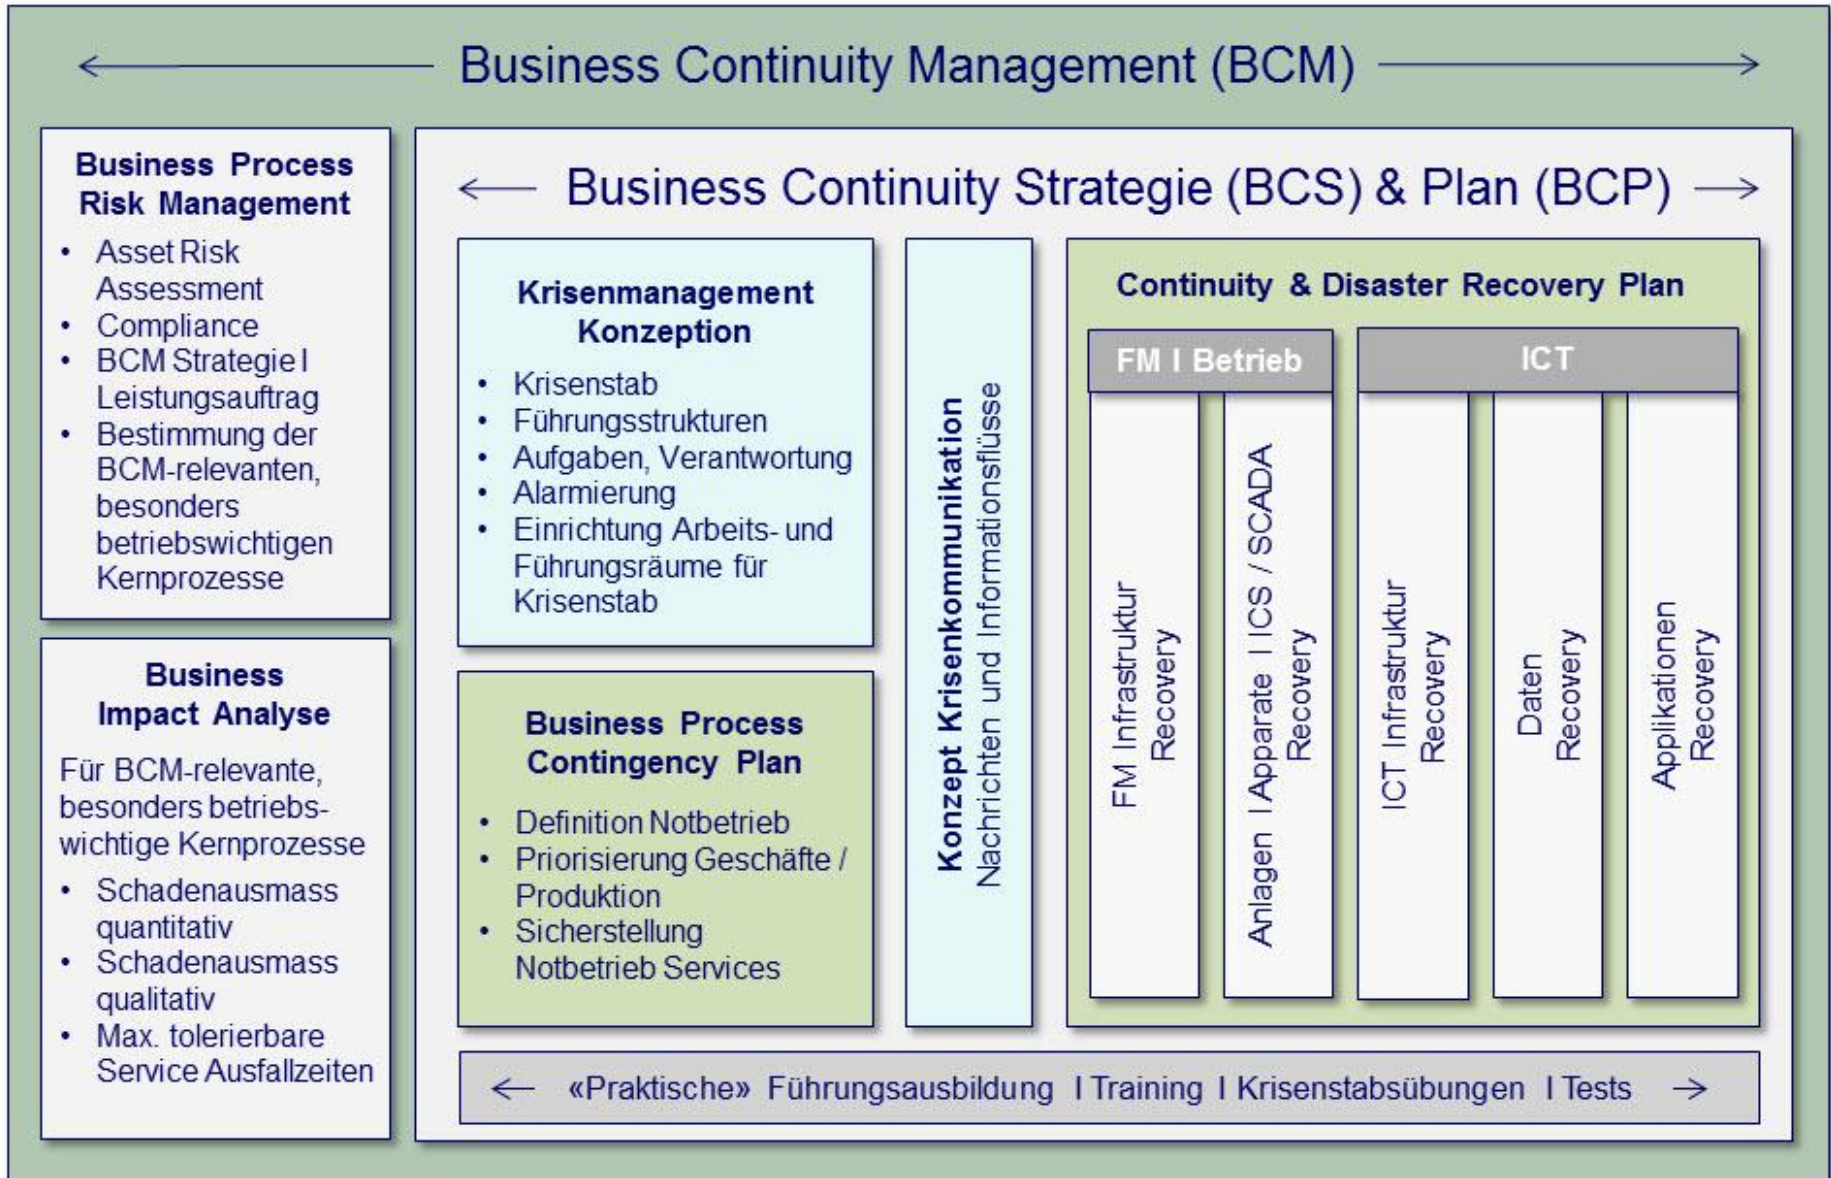 Business Continuity Management (BCM)
Business Process
Risk Management
• Asset Risk
Assessment
• Compliance
• BCM Strategie I
Leistungsauftrag
• Bestimmung der
BCM-relevanten,
besonders
betriebswichtigen
Kernprozesse
Business
Impact Analyse
Für BCM-relevante,
besonders betriebs-
wichtige Kernprozesse
• Schadenausmass
quantitativ
• Schadenausmass
qualitativ
• Max. tolerierbare
Service Ausfallzeiten
Business Continuity Strategie (BCS) & Plan (BCP)
Krisenmanagement
Konzeption
• Krisenstab
• Führungsstrukturen
• Aufgaben, Verantwortung
• Alarmierung
• Einrichtung Arbeits- und
Führungsräume für
Krisenstab
Business Process
Contingency Plan
• Definition Notbetrieb
• Priorisierung Geschäfte /
Produktion
• Sicherstellung
Notbetrieb Services
Konzept Krisenkommunikation
Nachrichten und Informationsflüsse
Continuity & Disaster Recovery Plan
FM I Betrieb
FM Infrastruktur
Recovery
Anlagen I Apparate I ICS / SCADA
Recovery
ICT
ICT Infrastruktur
Recovery
Daten
Recovery
Applikationen
Recovery
«Praktische» Führungsausbildung I Training I Krisenstabsübungen I Tests